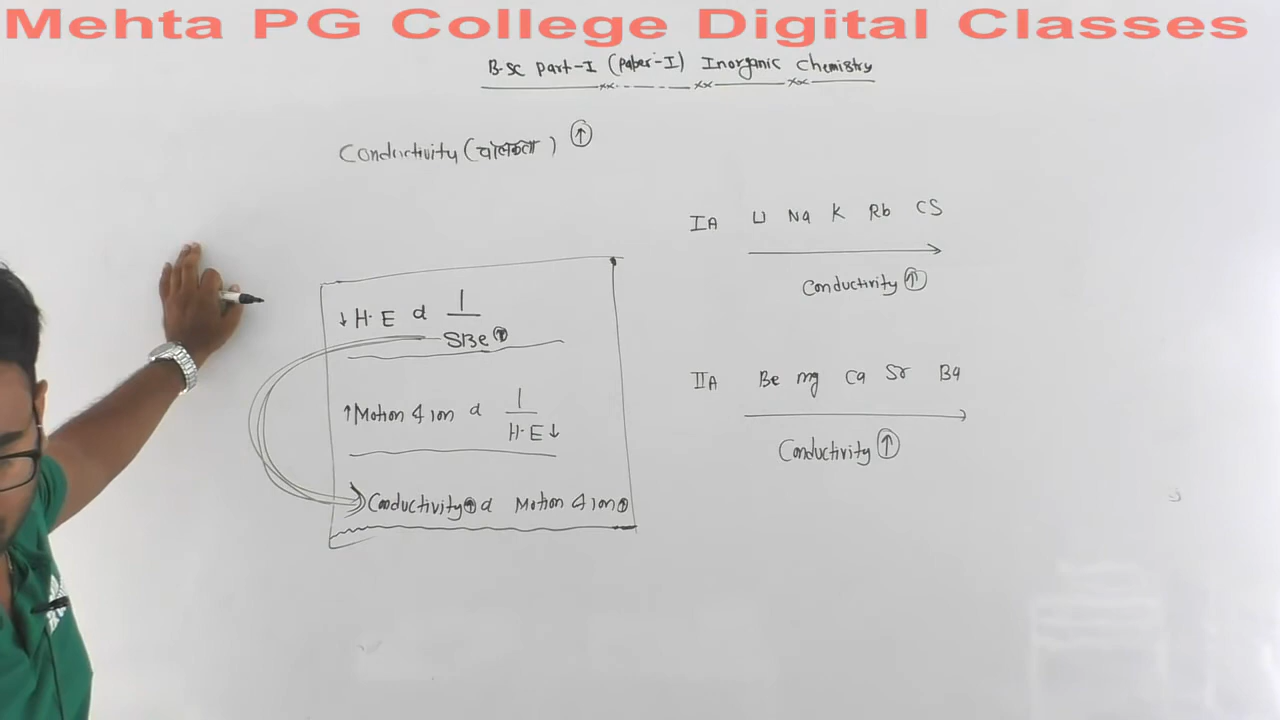 Mehta PG College Digital Classes
B.Sc part-I (paper-I) Inorganic Chemistry
Conductivity (चालकता) ↑
IA Li Na K Rb CS
Conductivity ↑
↓ H.E α 1
Size ↑
IIA Be mg Ca Sr Ba
↑ Motion of ion α 1
H.E ↓
Conductivity ↑
Conductivity ↑ α Motion of ion ↑